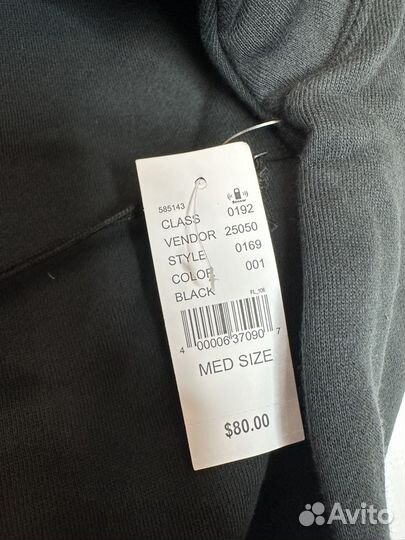 585143
CLASS 0192
VENDOR 25050
STYLE 0169
COLOR 001
BLACK
FL_106
4 00006 37090 7
MED SIZE
$80.00
Avito